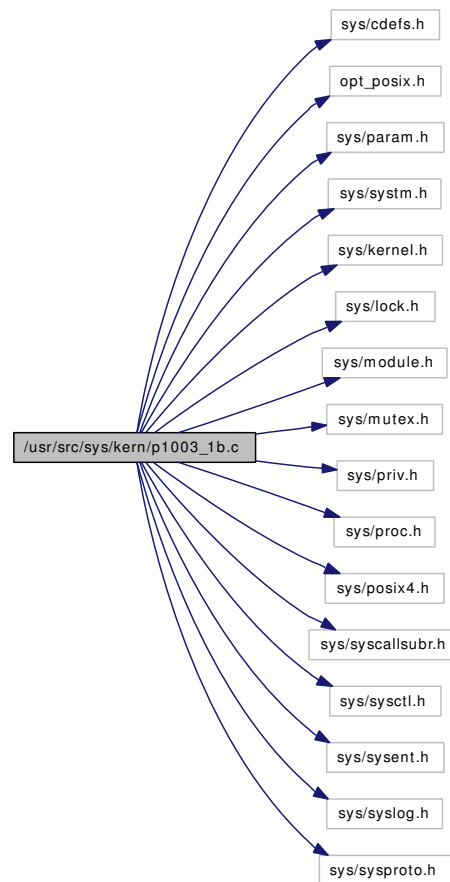 sys/cdefs.h
opt_posix.h
sys/param.h
sys/systm.h
sys/kernel.h
sys/lock.h
sys/module.h
/usr/src/sys/kern/p1003_1b.c
sys/mutex.h
sys/priv.h
sys/proc.h
sys/posix4.h
sys/syscallsubr.h
sys/sysctl.h
sys/sysent.h
sys/syslog.h
sys/sysproto.h